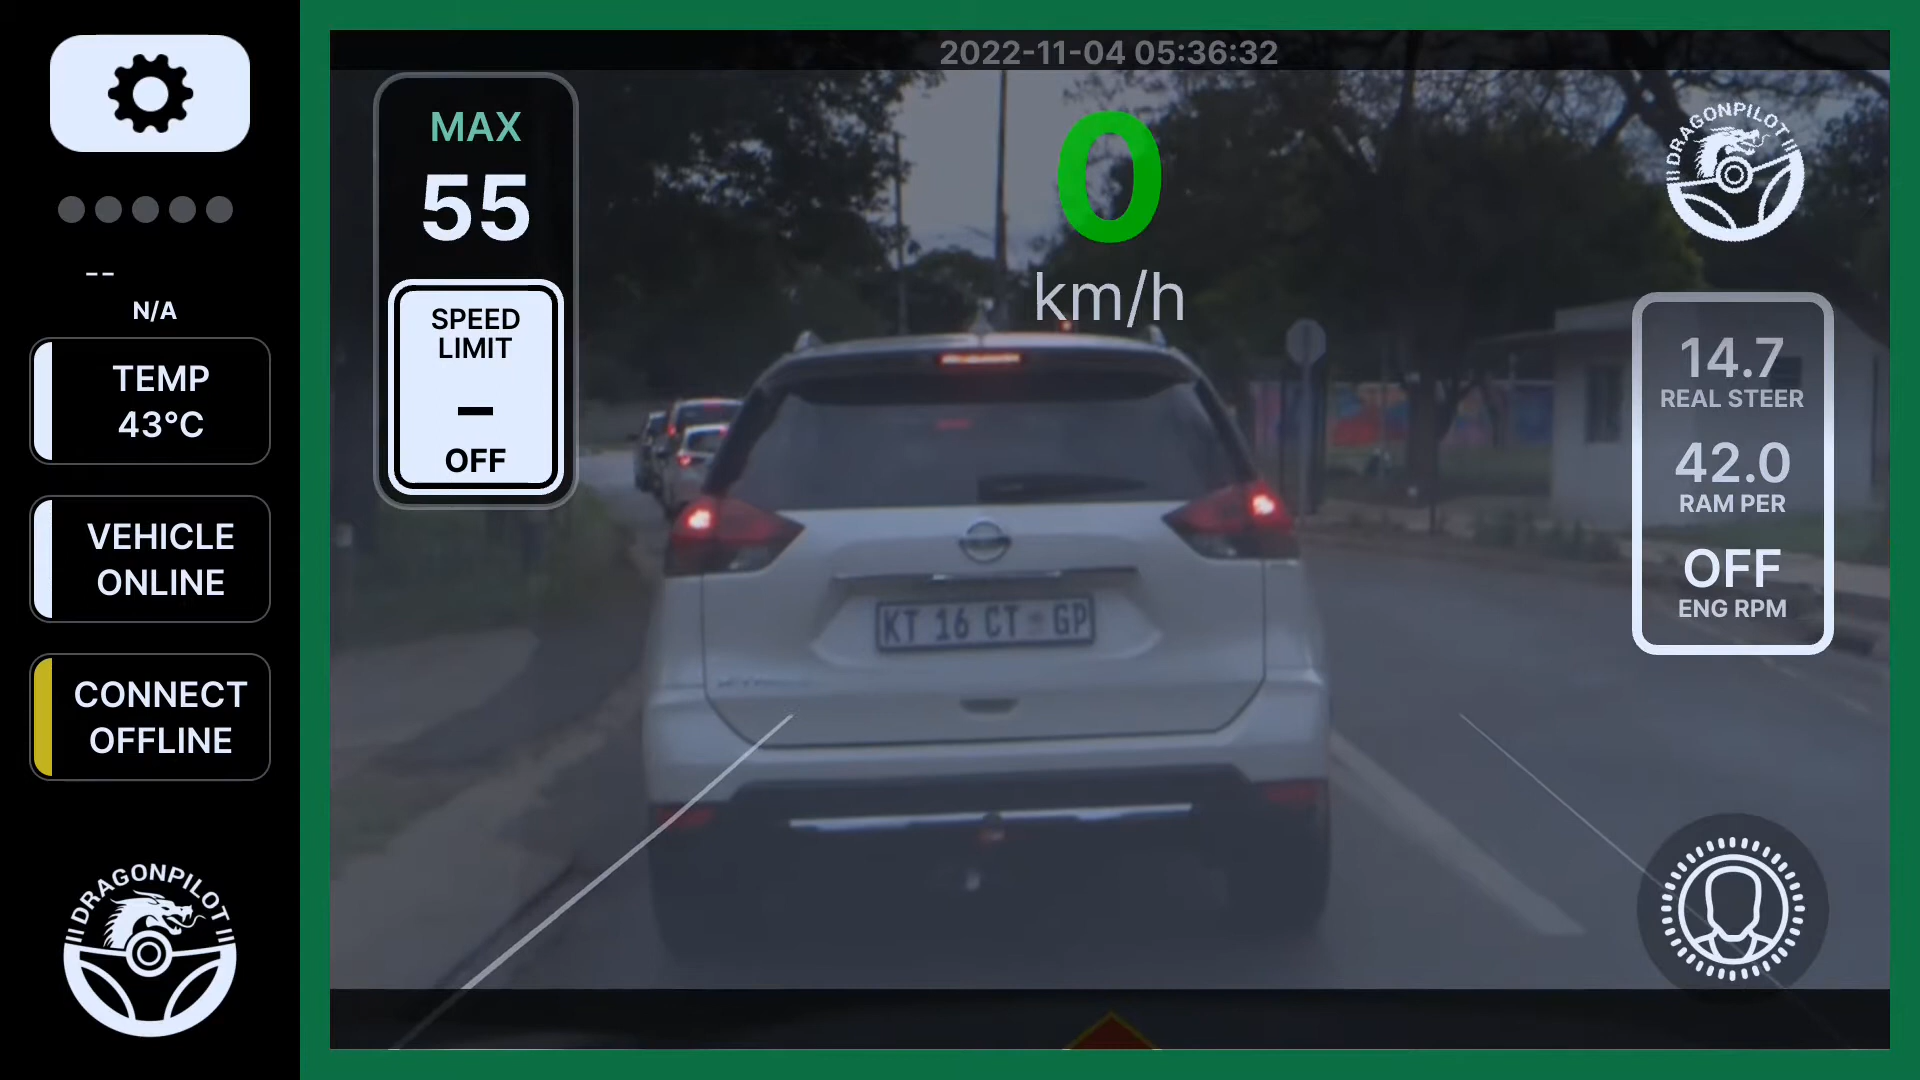 2022-11-04 05:36:32
MAX
55
SPEED
LIMIT
–
OFF
0
km/h
DRAGONPILOT
14.7
REAL STEER
42.0
RAM PER
OFF
ENG RPM
--
N/A
TEMP
43°C
VEHICLE
ONLINE
CONNECT
OFFLINE
DRAGONPILOT
KT 16 CT GP